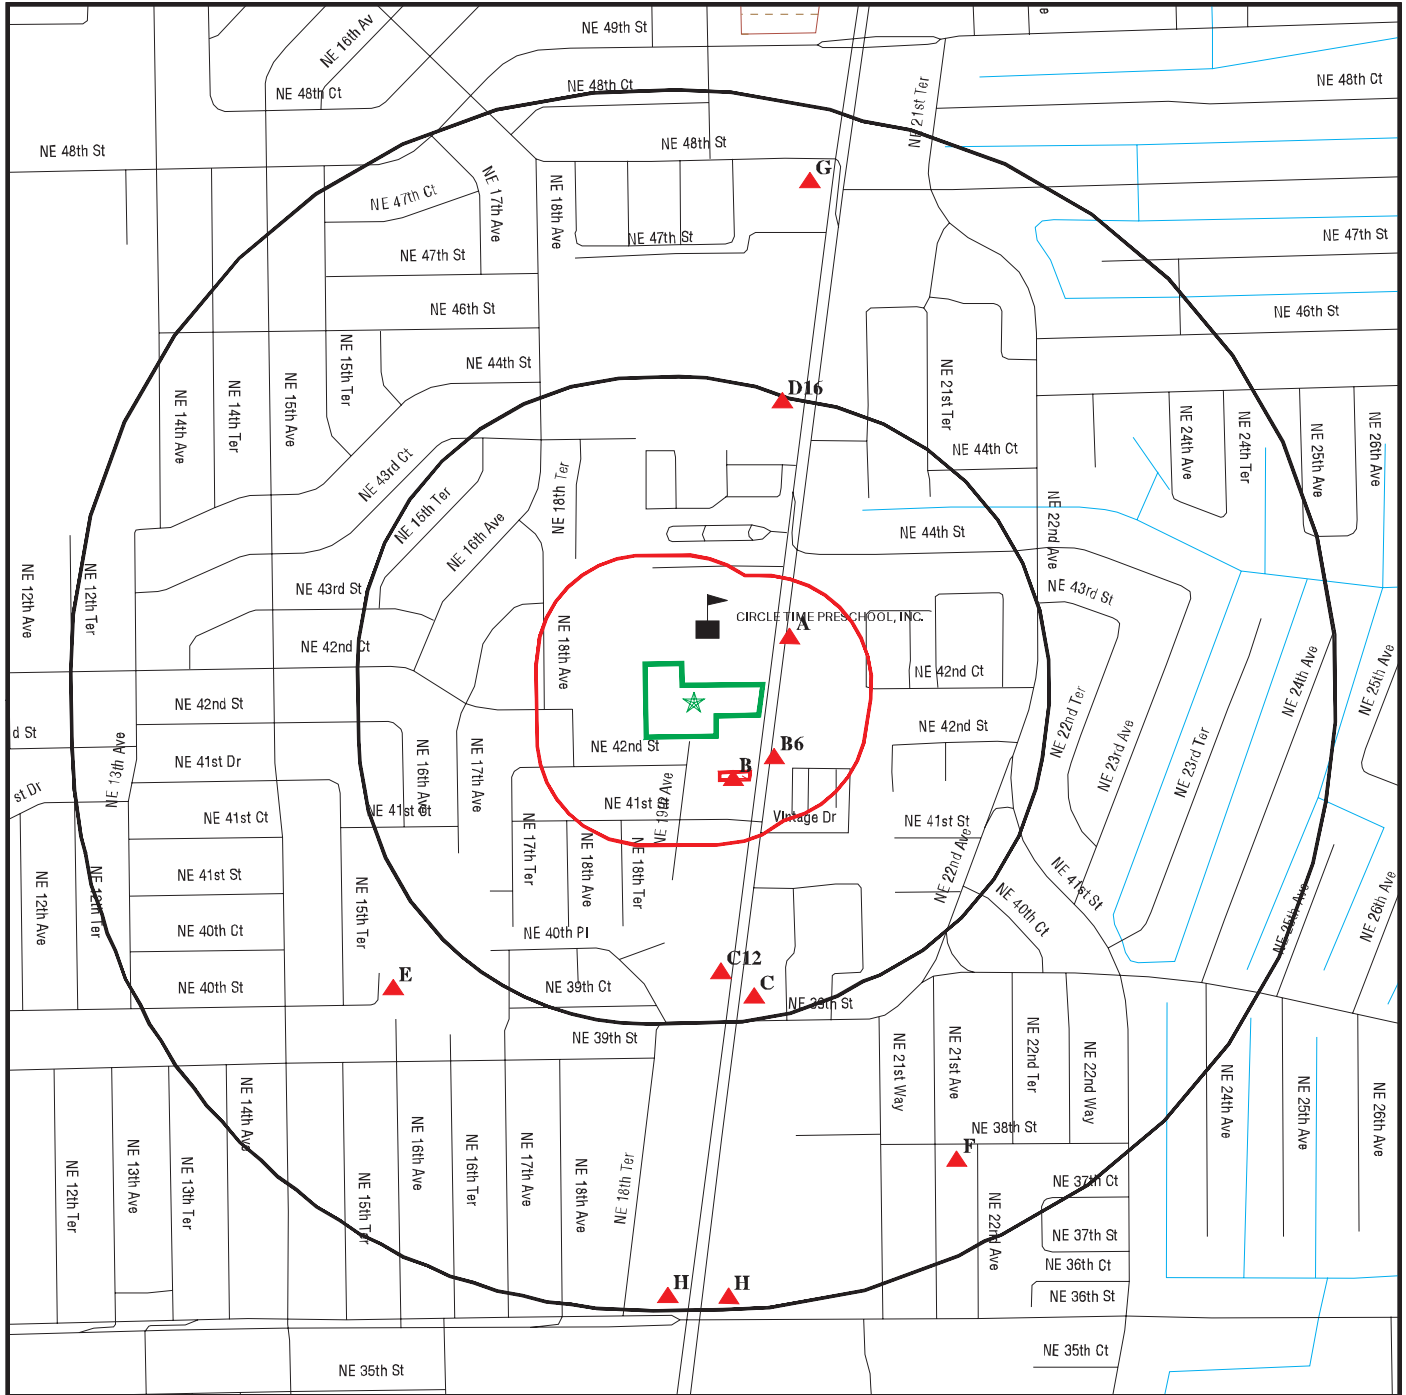 NE 16th Av
NE 49th St
e
NE 48th Ct
NE 48th Ct
NE 48th Ct
NE 21st Ter
NE 48th St
NE 48th St
G
NE 47th Ct
NE 17th Ave
NE 18th Ave
NE 47th St
NE 47th St
NE 47th St
NE 46th St
NE 46th St
NE 15th Ter
NE 44th St
NE 14th Ave
NE 14th Ter
NE 15th Ave
D16
NE 21st Ter
NE 24th Ave
NE 24th Ter
NE 25th Ave
NE 26th Ave
NE 44th Ct
NE 43rd Ct
NE 15th Ter
NE 16th Ave
NE 18th Ter
NE 22nd Ave
NE 44th St
NE 12th Ave
NE 12th Ter
NE 43rd St
NE 43rd St
CIRCLE TIME PRESCHOOL, INC.
A
NE 42nd Ct
NE 18th Ave
NE 42nd Ct
NE 24th Ave
NE 25th Ave
NE 42nd St
NE 42nd St
NE 22nd Ter
NE 23rd Ave
NE 23rd Ter
d St
NE 13th Ave
NE 42nd St
B6
NE 41st Dr
NE 16th Ave
NE 17th Ave
B
st Dr
NE 41st Ct
NE 41st Ct
NE 41st St
NE 19th Ave
Vintage Dr
NE 41st St
NE 17th Ter
NE 18th Ave
NE 18th Ter
NE 22nd Ave
NE 41st St
NE 41st St
NE 12th Ave
NE 12th Ter
NE 15th Ter
NE 40th Ct
NE 40th Ct
NE 25th Ave
NE 26th Ave
NE 40th Pl
C12
E
C
NE 40th St
NE 39th Ct
NE 39th St
NE 39th St
NE 21st Way
NE 21st Ave
NE 22nd Ter
NE 22nd Way
NE 14th Ave
NE 24th Ave
NE 25th Ave
NE 26th Ave
NE 38th St
F
NE 12th Ter
NE 13th Ave
NE 13th Ter
NE 15th Ter
NE 16th Ave
NE 16th Ter
NE 17th Ave
NE 18th Ave
NE 18th Ter
NE 37th Ct
NE 22nd Ave
NE 37th St
NE 36th Ct
H
H
NE 36th St
NE 35th Ct
NE 35th St